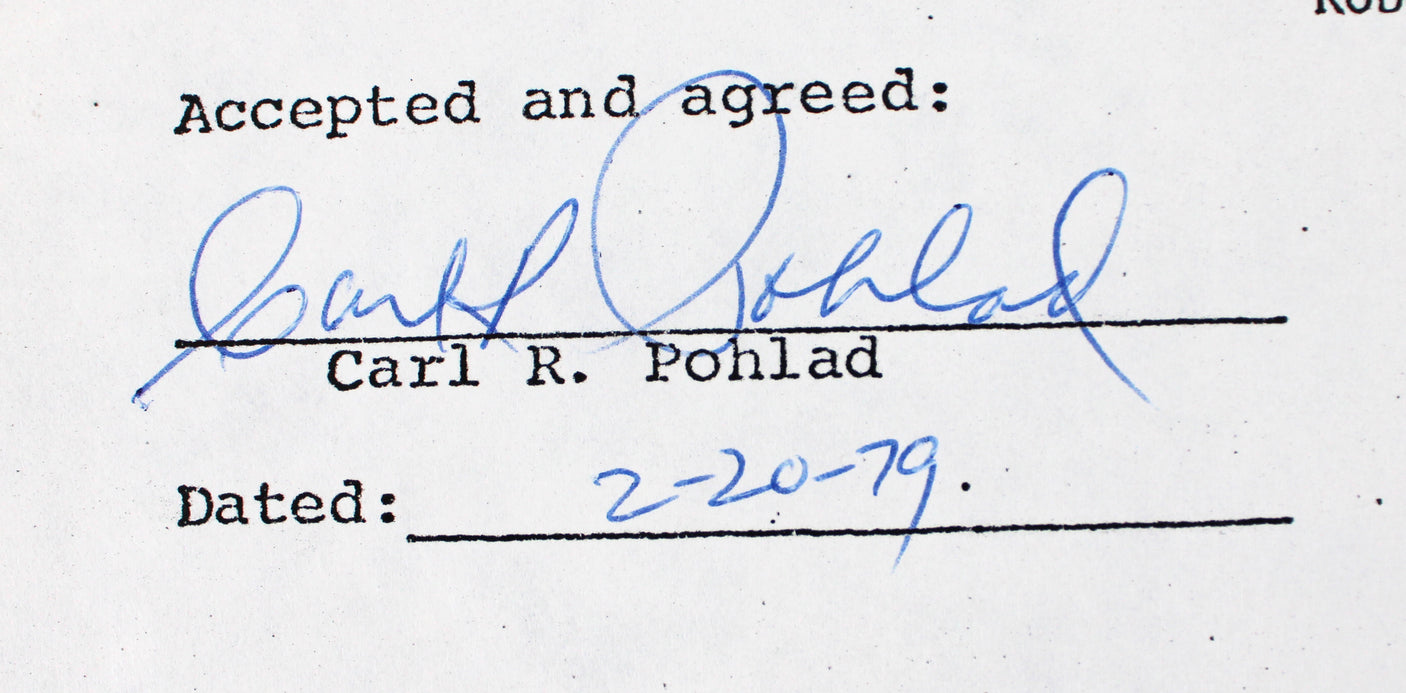 Accepted and agreed:
Carl R Pohlad
Carl R. Pohlad
Dated: 2-20-79